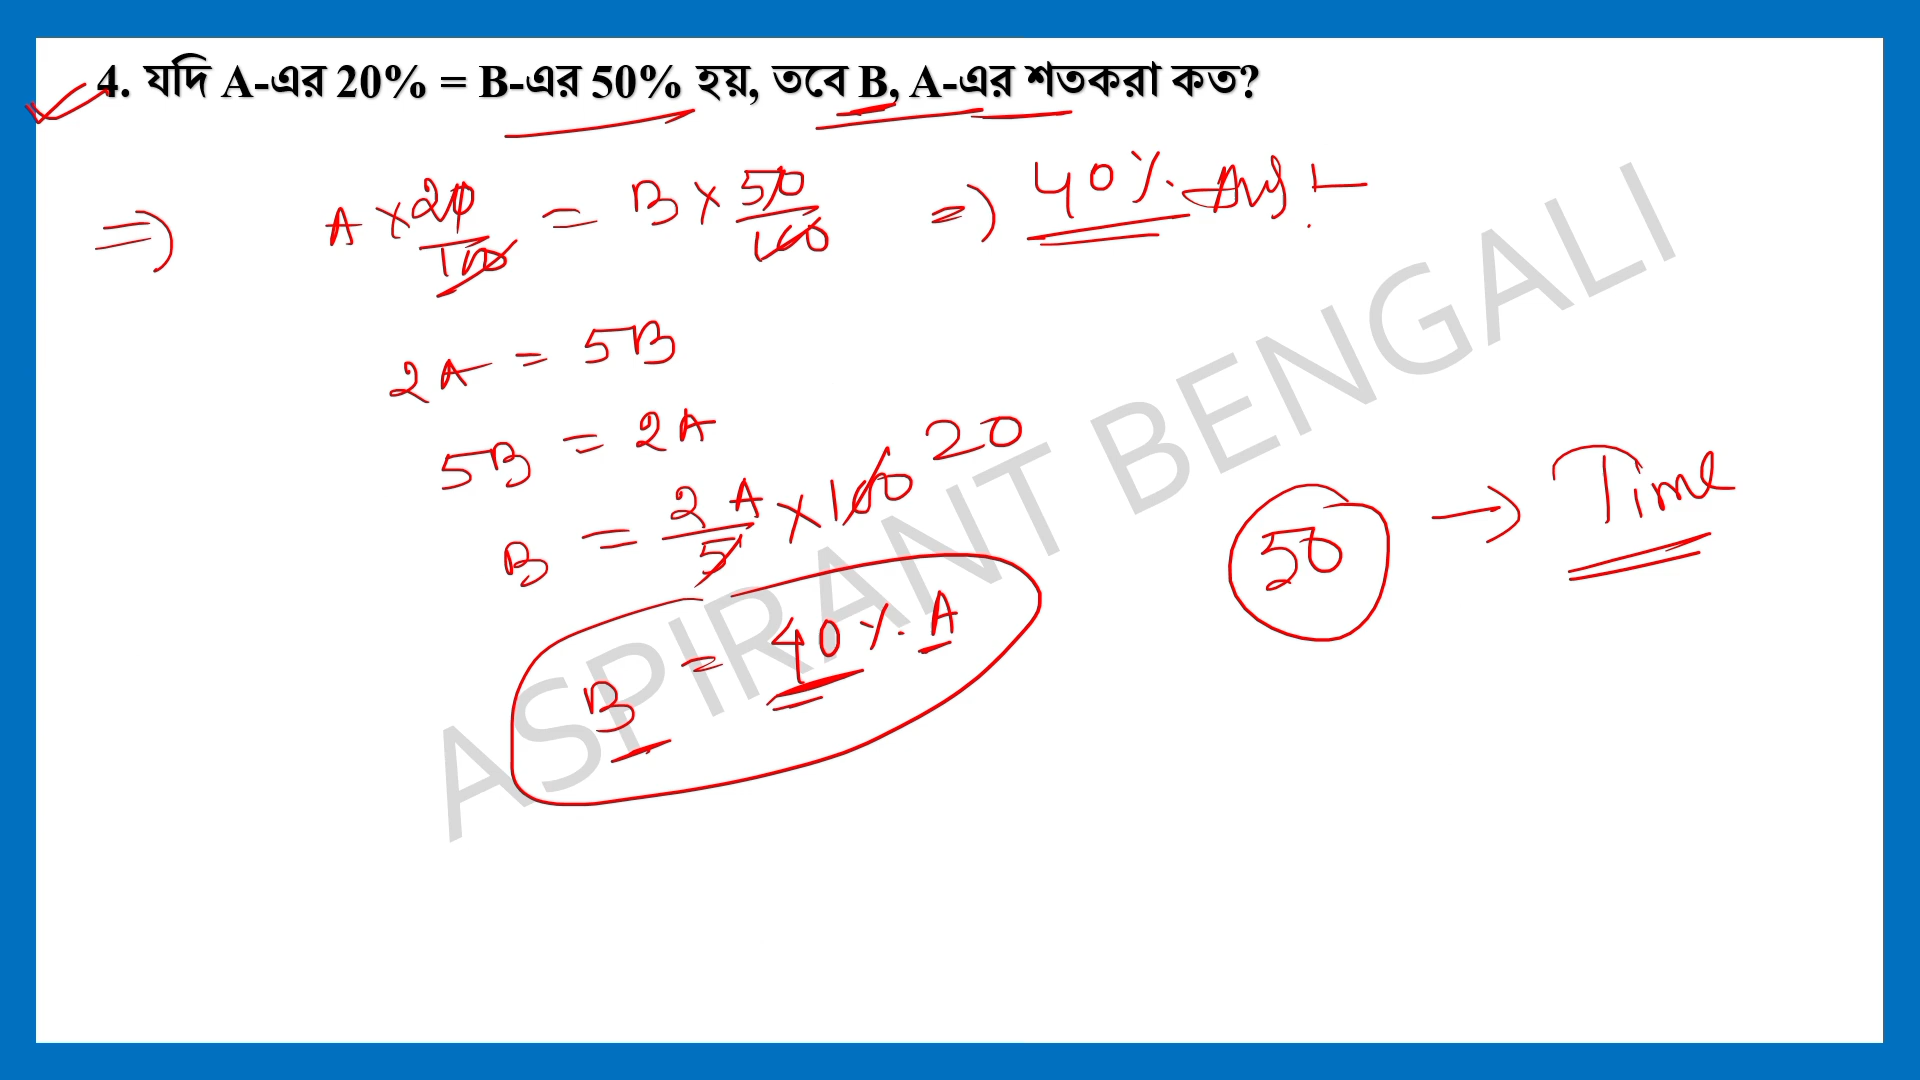 4. যদি A-এর 20% = B-এর 50% হয়, তবে B, A-এর শতকরা কত?
=> A × 20/100 = B × 50/100 => 40% Ans
2A = 5B
5B = 2A
B = 2A/5 × 100 20
B = 40% A
50 → Time
ASPIRANT BENGALI